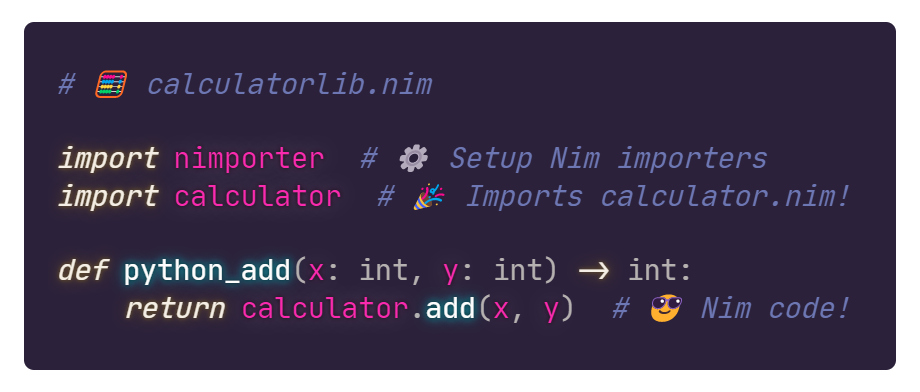 # 🧮 calculatorlib.nim
import nimporter  # ⚙️ Setup Nim importers
import calculator  # 🎉 Imports calculator.nim!
def python_add(x: int, y: int) -> int:
    return calculator.add(x, y)  # 😎 Nim code!